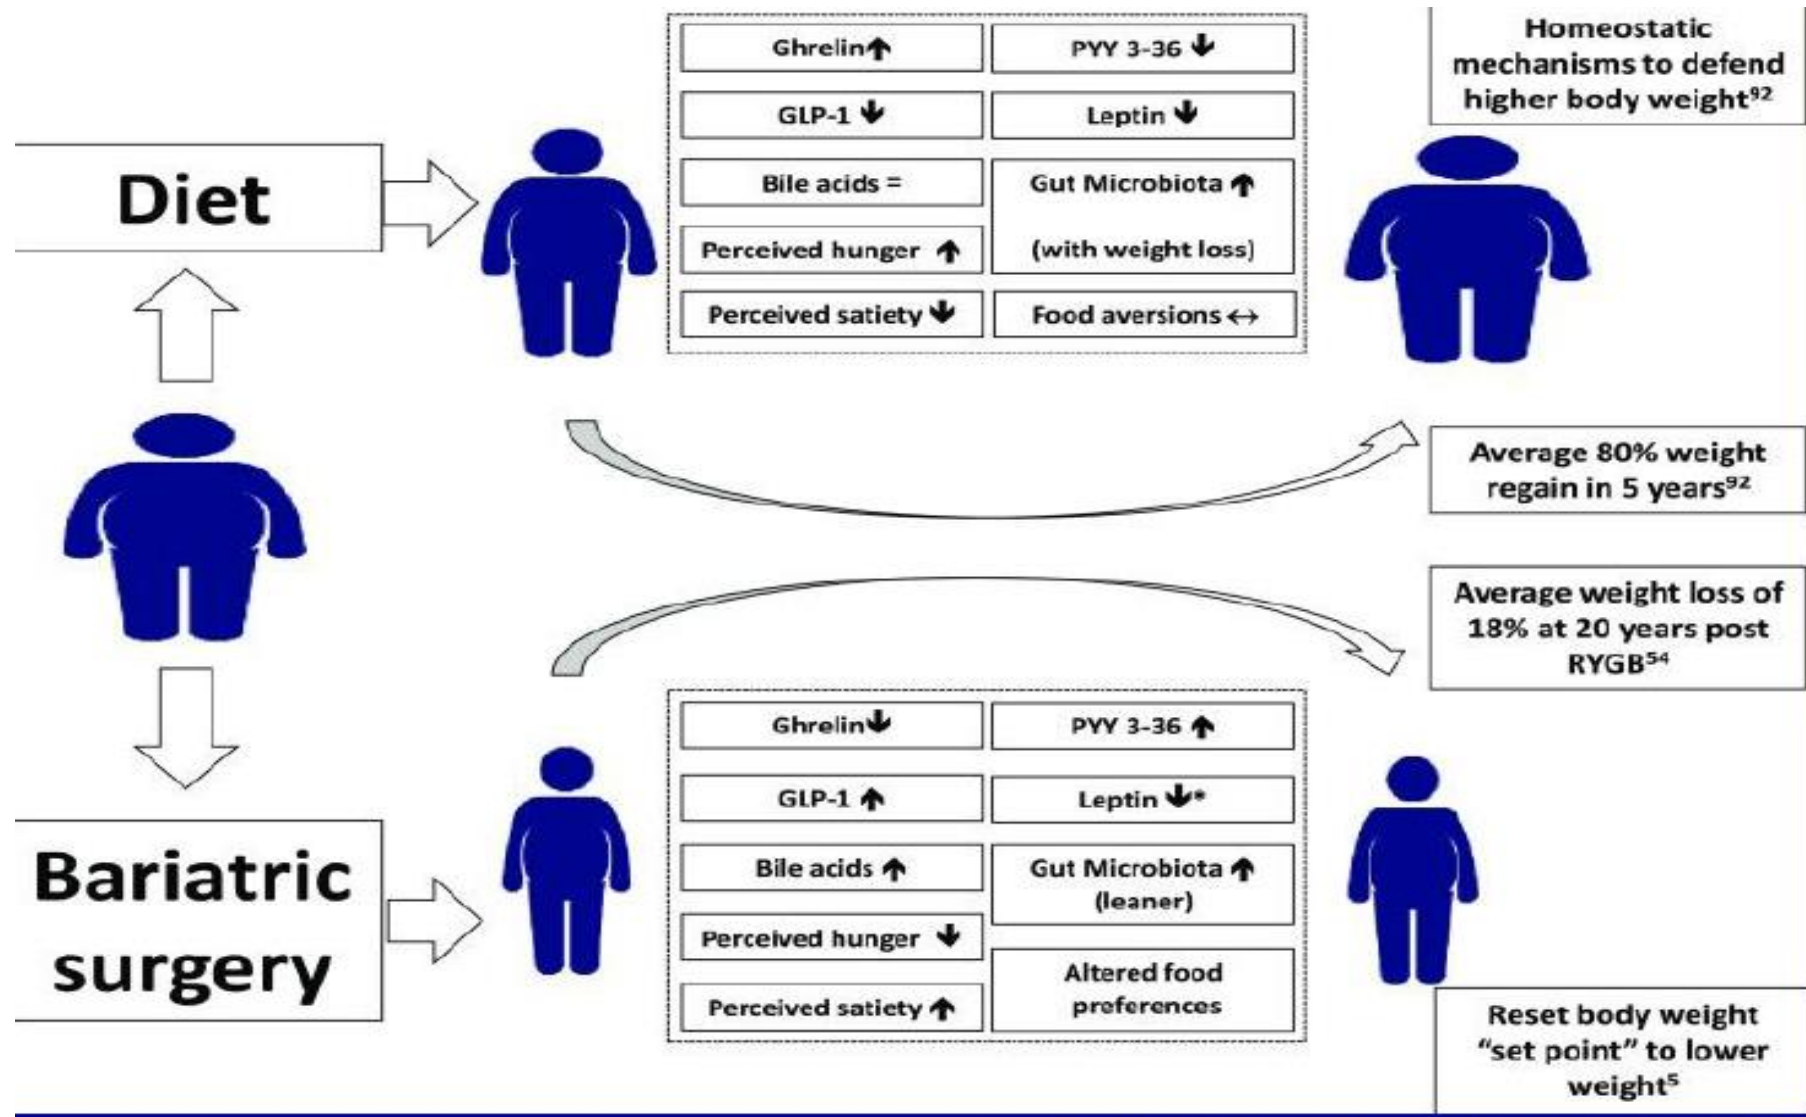 Diet
Ghrelin↑
PYY 3-36 ↓
GLP-1 ↓
Leptin ↓
Bile acids =
Gut Microbiota ↑
(with weight loss)
Perceived hunger ↑
Perceived satiety ↓
Food aversions ↔
Homeostatic
mechanisms to defend
higher body weight⁹²
Average 80% weight
regain in 5 years⁹²
Average weight loss of
18% at 20 years post
RYGB⁵⁴
Bariatric
surgery
Ghrelin↓
PYY 3-36 ↑
GLP-1 ↑
Leptin ↓*
Bile acids ↑
Gut Microbiota ↑
(leaner)
Perceived hunger ↓
Altered food
preferences
Perceived satiety ↑
Reset body weight
“set point” to lower
weight⁵